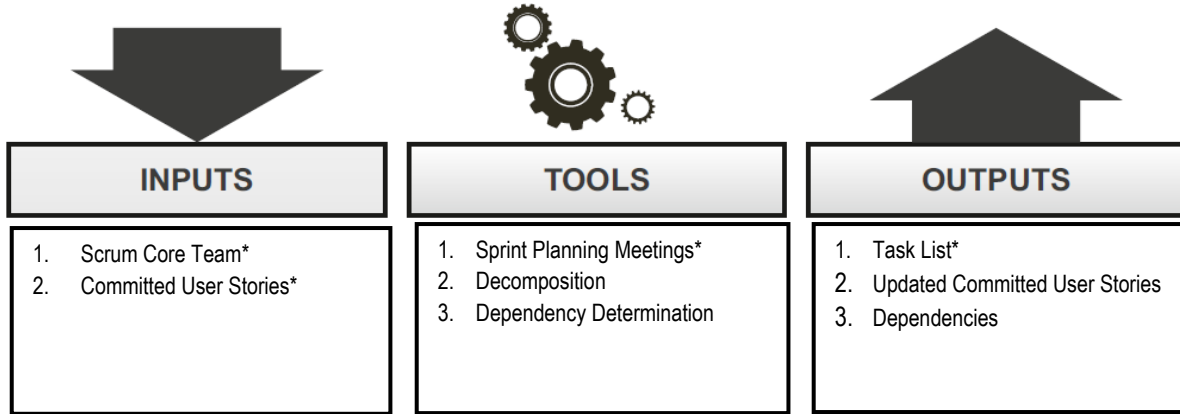 INPUTS
1. Scrum Core Team*
2. Committed User Stories*
TOOLS
1. Sprint Planning Meetings*
2. Decomposition
3. Dependency Determination
OUTPUTS
1. Task List*
2. Updated Committed User Stories
3. Dependencies